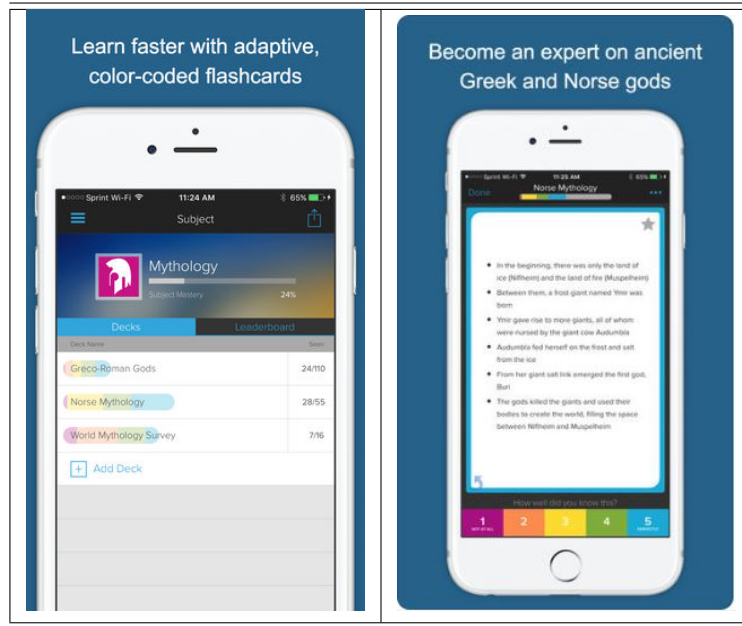 Learn faster with adaptive,
color-coded flashcards
Sprint Wi-Fi 11:24 AM 65%
Subject
Mythology
Subject Mastery 24%
Decks Leaderboard
Deck Name Seen
Greco-Roman Gods 24/110
Norse Mythology 28/55
World Mythology Survey 7/16
+ Add Deck
Become an expert on ancient
Greek and Norse gods
Sprint Wi-Fi 11:25 AM 65%
Done Norse Mythology
• In the beginning, there was only the land of
ice (Niflheim) and the land of fire (Muspelheim)
• Between them, a frost giant named Ymir was
born
• Ymir gave rise to more giants, all of whom
were nursed by the giant cow Audumbla
• Audumbla fed herself on the frost and salt
from the ice
• From her giant salt lick emerged the first god,
Buri
• The gods killed the giants and used their
bodies to create the world, filling the space
between Niflheim and Muspelheim
How well did you know this?
1 2 3 4 5
NOT AT ALL PERFECTLY